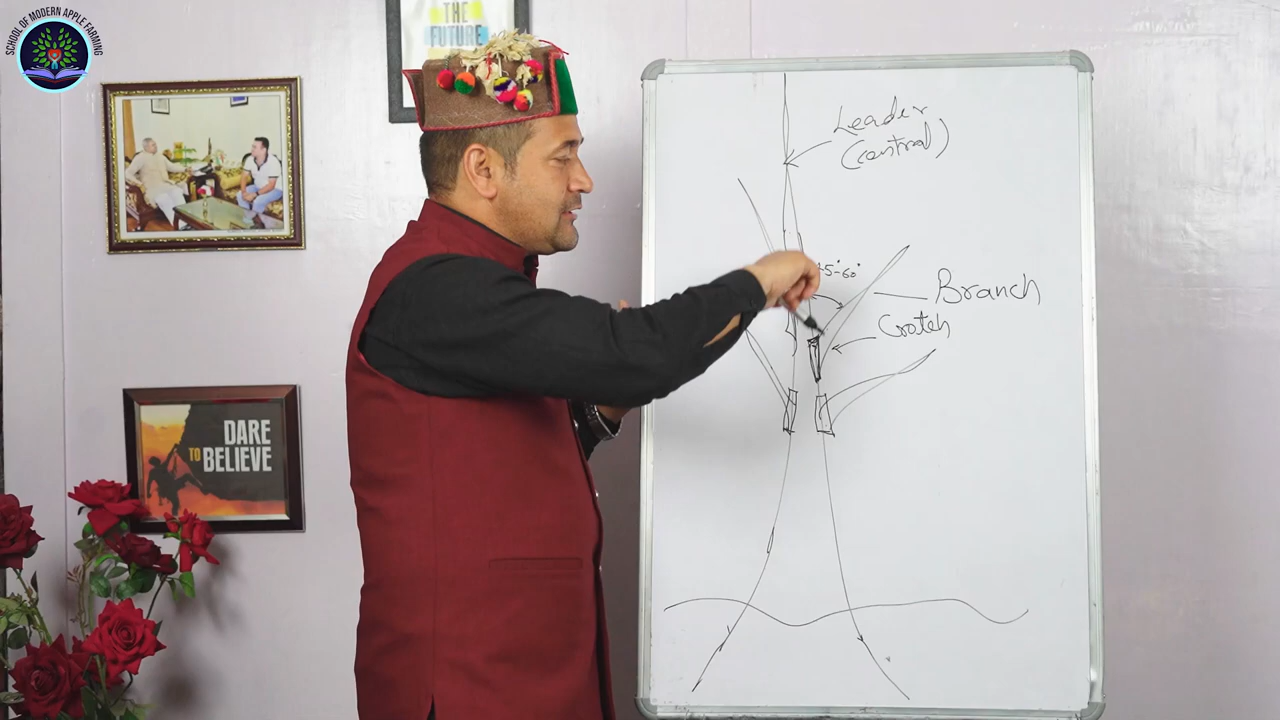 SCHOOL OF MODERN APPLE FARMING
THE
FUTURE
DARE
TO BELIEVE
Leader
(central)
45°-60°
Branch
Crotch